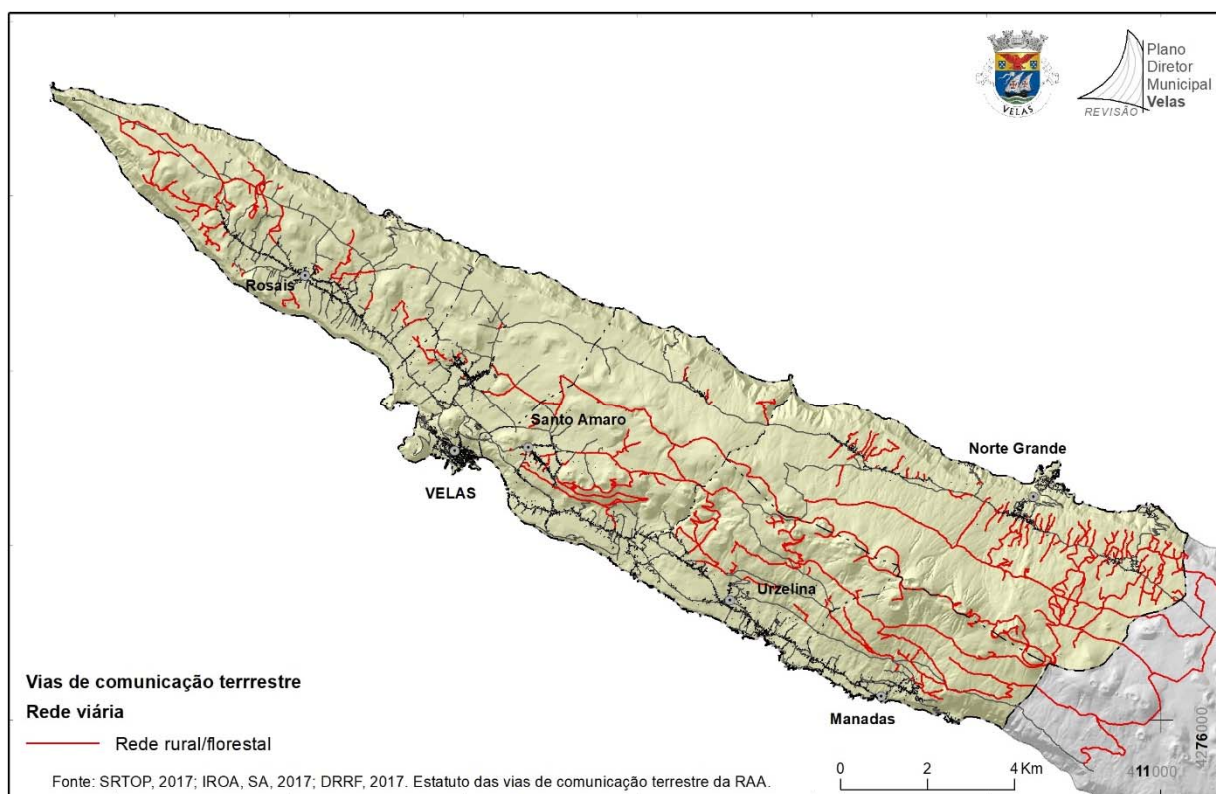 VELAS
Plano
Diretor
Municipal
Velas
REVISÃO
Rosais
Santo Amaro
VELAS
Norte Grande
Urzelina
Manadas
Vias de comunicação terrrestre
Rede viária
Rede rural/florestal
Fonte: SRTOP, 2017; IROA, SA, 2017; DRRF, 2017. Estatuto das vias de comunicação terrestre da RAA.
0 2 4 Km
411000
4276000